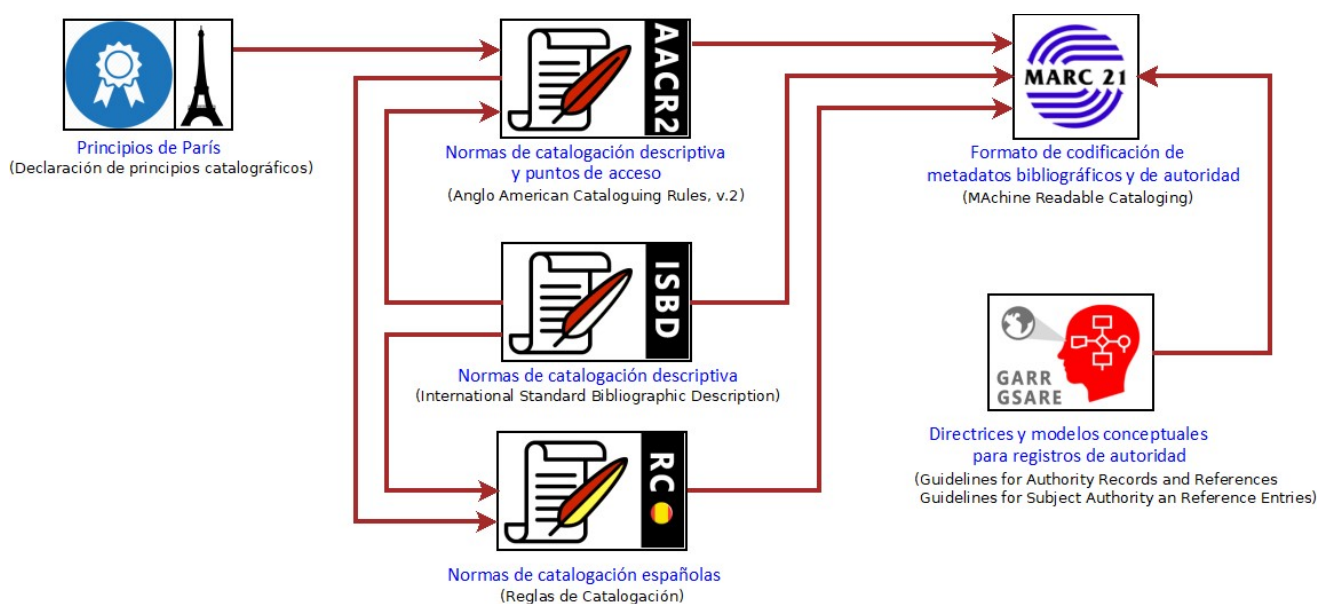 Principios de París
(Declaración de principios catalográficos)
AACR2
Normas de catalogación descriptiva
y puntos de acceso
(Anglo American Cataloguing Rules, v.2)
MARC 21
Formato de codificación de
metadatos bibliográficos y de autoridad
(MAchine Readable Cataloging)
ISBD
Normas de catalogación descriptiva
(International Standard Bibliographic Description)
GARR
GSARE
Directrices y modelos conceptuales
para registros de autoridad
(Guidelines for Authority Records and References
Guidelines for Subject Authority an Reference Entries)
RC
Normas de catalogación españolas
(Reglas de Catalogación)